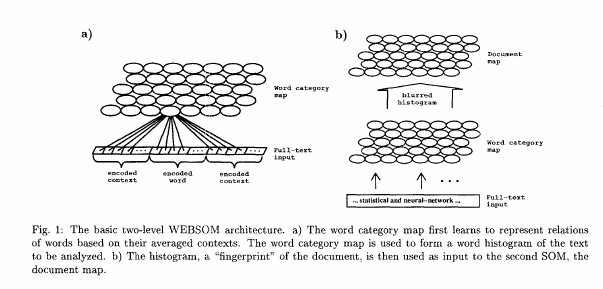 a)
Word category
map
Full-text
input
encoded
context
encoded
word
encoded
context
b)
Document
map
blurred
histogram
Word category
map
... statistical and neural-network ...
Full-text
input
Fig. 1: The basic two-level WEBSOM architecture. a) The word category map first learns to represent relations
of words based on their averaged contexts. The word category map is used to form a word histogram of the text
to be analyzed. b) The histogram, a "fingerprint" of the document, is then used as input to the second SOM, the
document map.